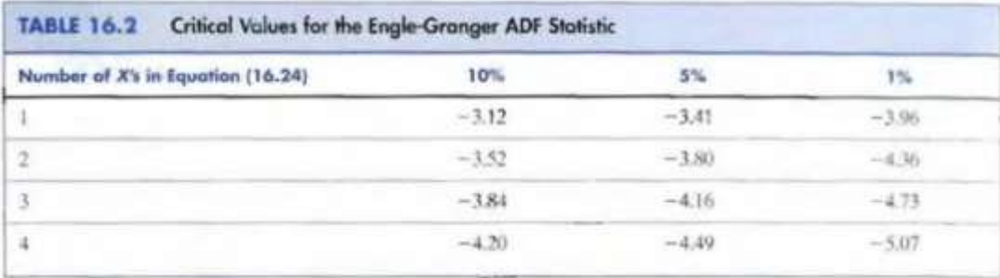 TABLE 16.2 Critical Values for the Engle-Granger ADF Statistic
Number of X's in Equation (16.24) 10% 5% 1%
1 −3.12 −3.41 −3.96
2 −3.52 −3.80 −4.36
3 −3.84 −4.16 −4.73
4 −4.20 −4.49 −5.07